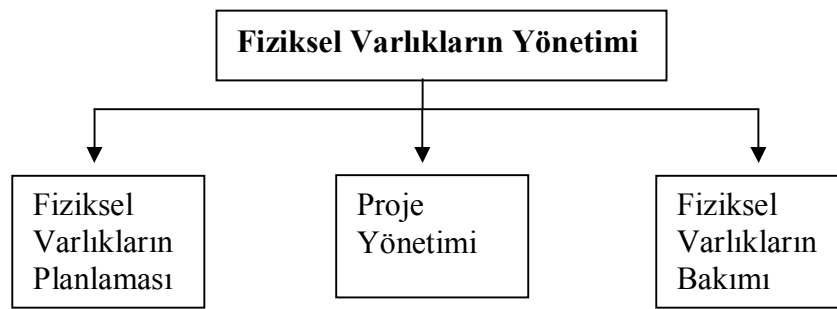 Fiziksel Varlıkların Yönetimi
Fiziksel
Varlıkların
Planlaması
Proje
Yönetimi
Fiziksel
Varlıkların
Bakımı